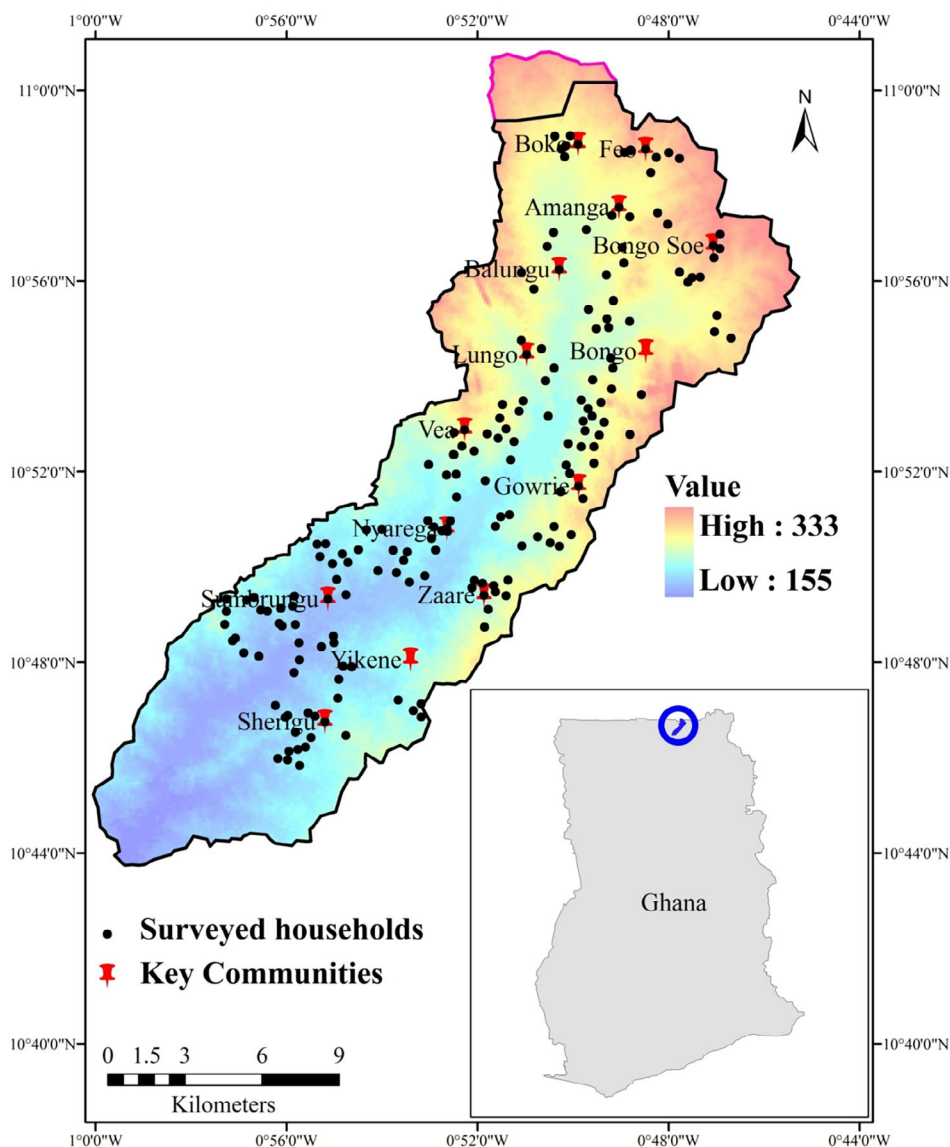 1°0'0"W
0°56'0"W
0°52'0"W
0°48'0"W
0°44'0"W
11°0'0"N
11°0'0"N
N
Boko
Feo
Amanga
Bongo Soe
10°56'0"N
Balungu
10°56'0"N
Lungo
Bongo
Vea
10°52'0"N
Gowrie
10°52'0"N
Value
High : 333
Low : 155
Nyarega
Sumbrungu
Zaare
10°48'0"N
Yikene
10°48'0"N
Sherigu
10°44'0"N
10°44'0"N
Ghana
Surveyed households
Key Communities
10°40'0"N
10°40'0"N
0 1.5 3 6 9
Kilometers
1°0'0"W
0°56'0"W
0°52'0"W
0°48'0"W
0°44'0"W